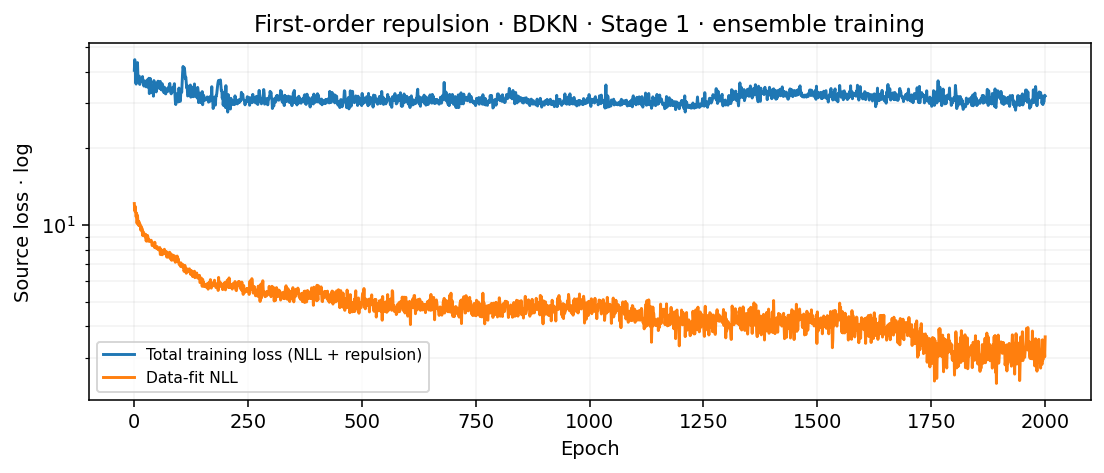 First-order repulsion · BDKN · Stage 1 · ensemble training
Source loss · log
10¹
Total training loss (NLL + repulsion)
Data-fit NLL
0 250 500 750 1000 1250 1500 1750 2000
Epoch